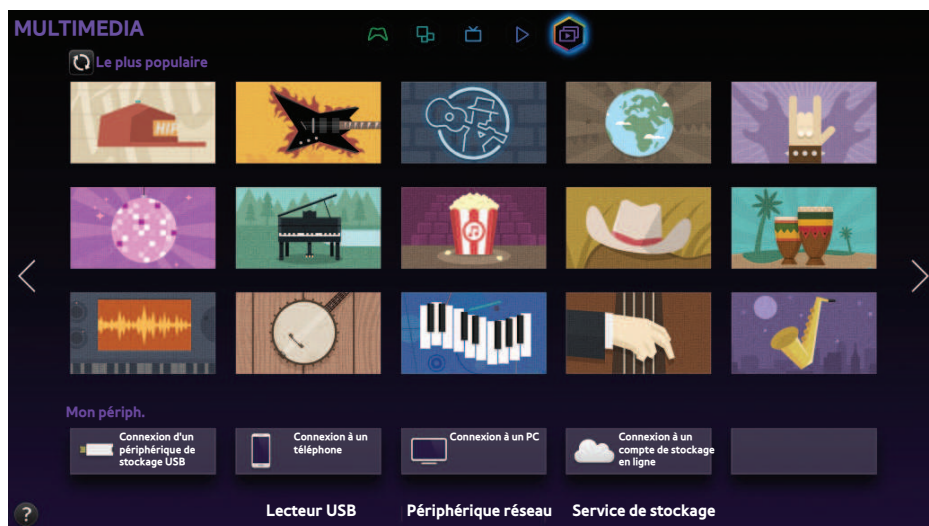 MULTIMEDIA
Le plus populaire
HIP
Mon périph.
Connexion d'un
périphérique de
stockage USB
Connexion à un
téléphone
Connexion à un PC
Connexion à un
compte de stockage
en ligne
?
Lecteur USB
Périphérique réseau
Service de stockage